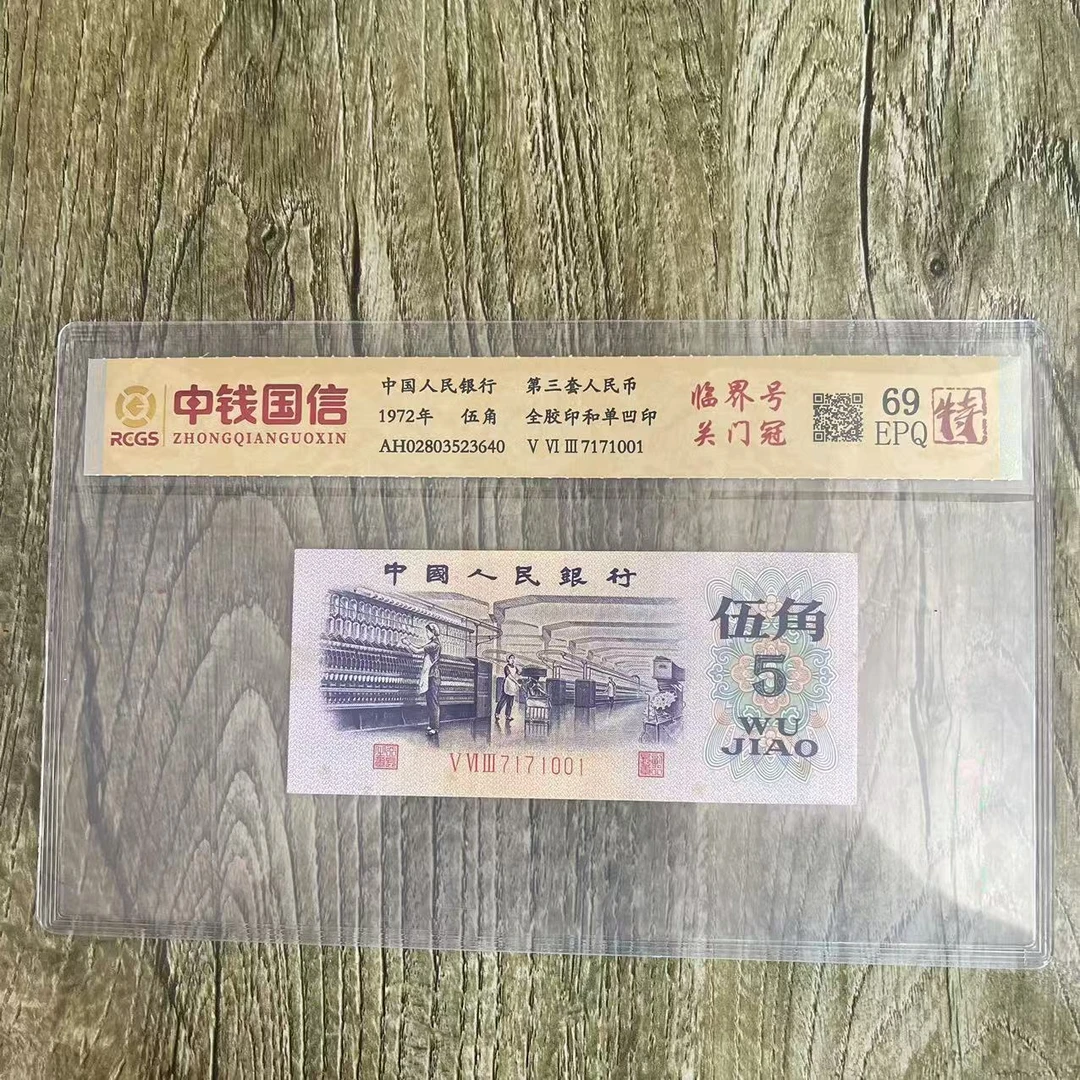 RCGS
中钱国信
ZHONGQIANGUOXIN
中国人民银行 第三套人民币
1972年 伍角 全胶印和单凹印
AH02803523640 V VI III 7171001
临界号
关门冠
69
EPQ
特
中國人民銀行
伍角
5
WU
JIAO
V VI III 7171001